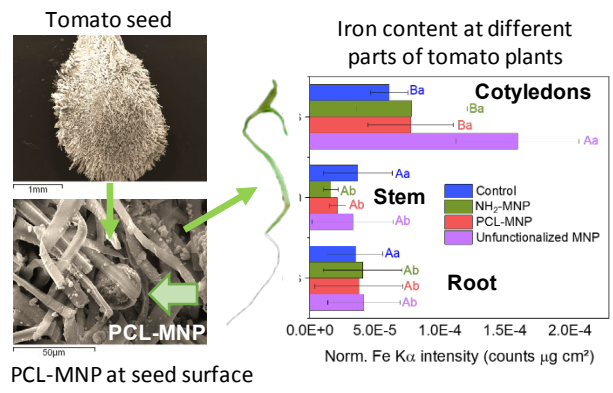 Tomato seed
1mm
PCL-MNP
50µm
PCL-MNP at seed surface
Iron content at different
parts of tomato plants
Cotyledons
Ba
Ba
Ba
Aa
Stem
Aa
Ab
Ab
Ab
Control
NH₂-MNP
PCL-MNP
Unfunctionalized MNP
Root
Aa
Ab
Ab
Ab
0.0E+0 5.0E-5 1.0E-4 1.5E-4 2.0E-4
Norm. Fe Kα intensity (counts µg cm²)